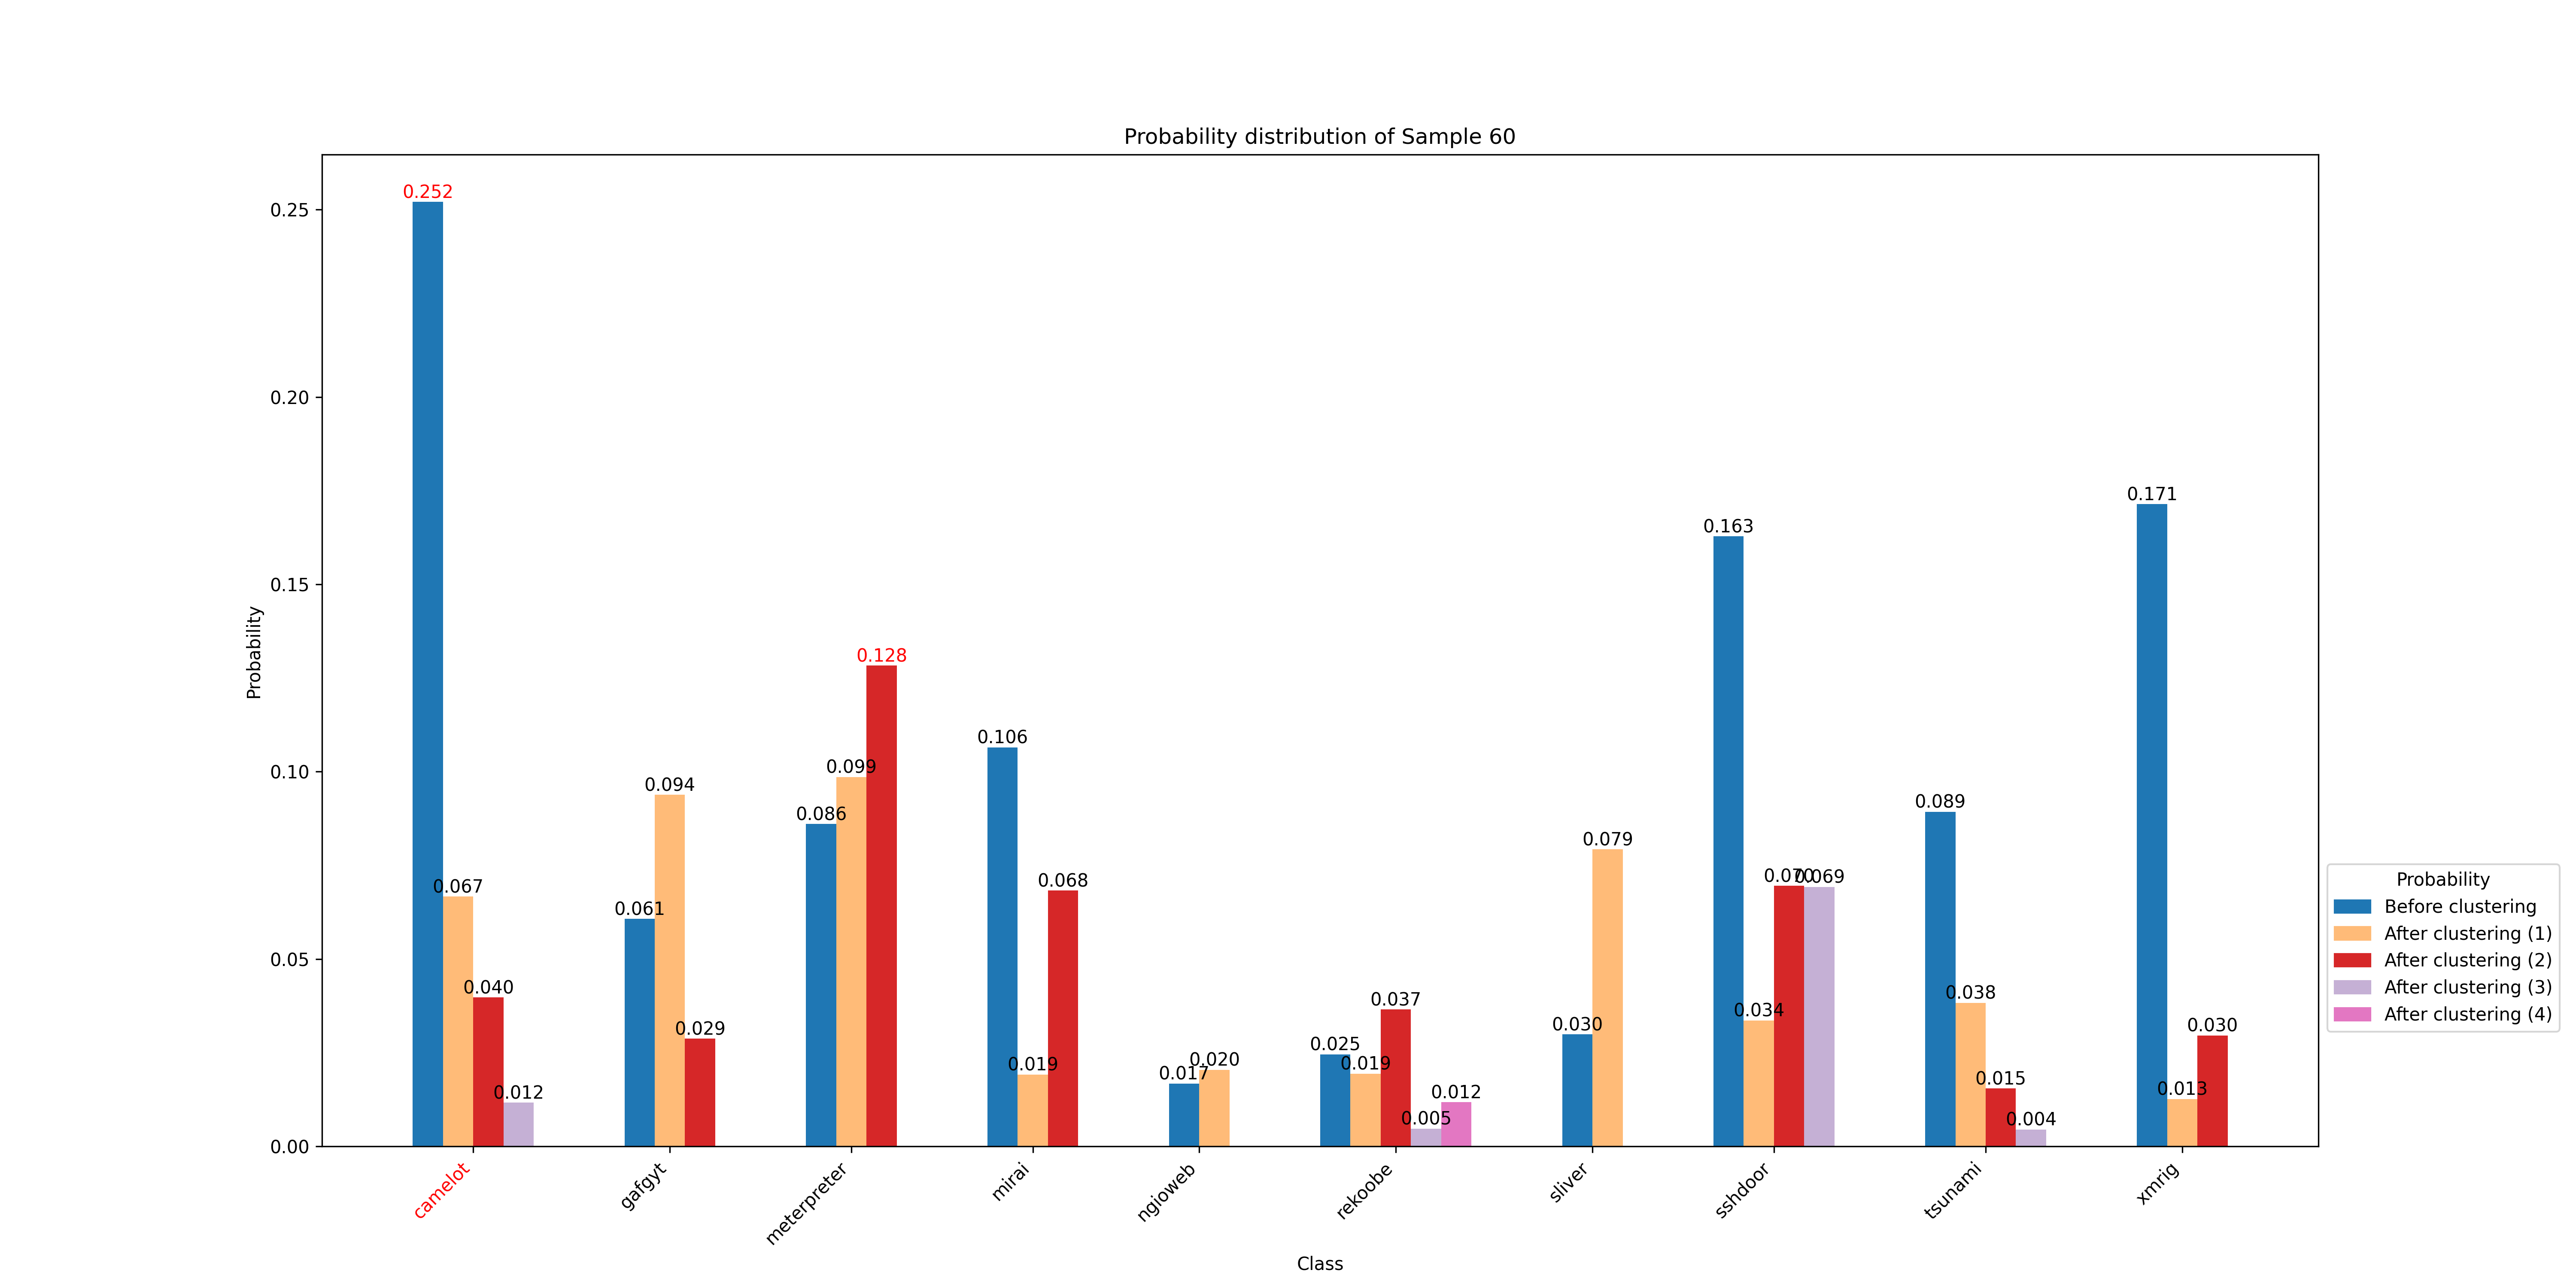 Probability distribution of Sample 60
Probability
0.25
0.20
0.15
0.10
0.05
0.00
0.252
0.067
0.040
0.012
0.061
0.094
0.029
0.086
0.099
0.128
0.106
0.019
0.068
0.017
0.020
0.025
0.019
0.037
0.005
0.012
0.030
0.079
0.163
0.034
0.070
0.069
0.089
0.038
0.015
0.004
0.171
0.013
0.030
camelot
gafgyt
meterpreter
mirai
ngioweb
rekoobe
sliver
sshdoor
tsunami
xmrig
Class
Probability
Before clustering
After clustering (1)
After clustering (2)
After clustering (3)
After clustering (4)